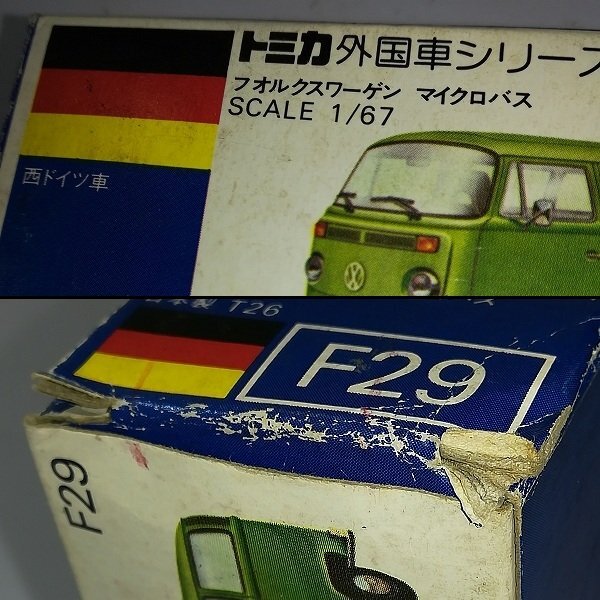 トミカ 外国車シリーズ
フォルクスワーゲン マイクロバス
SCALE 1/67
西ドイツ車
日本製 T26
F29
F29